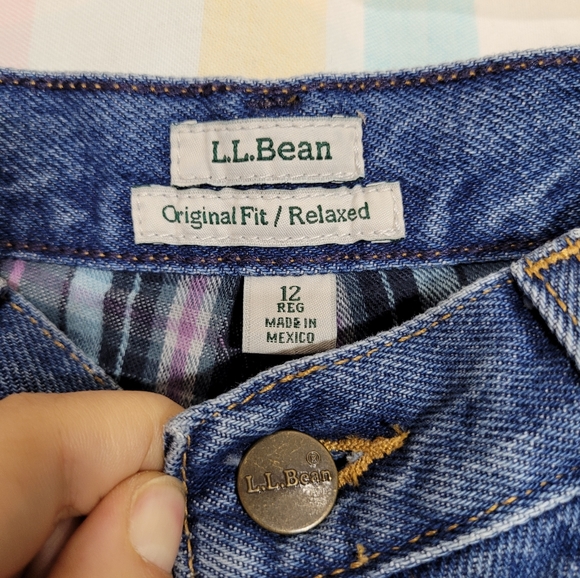 L.L.Bean
Original Fit / Relaxed
12
REG
MADE IN
MEXICO
L.L.Bean®